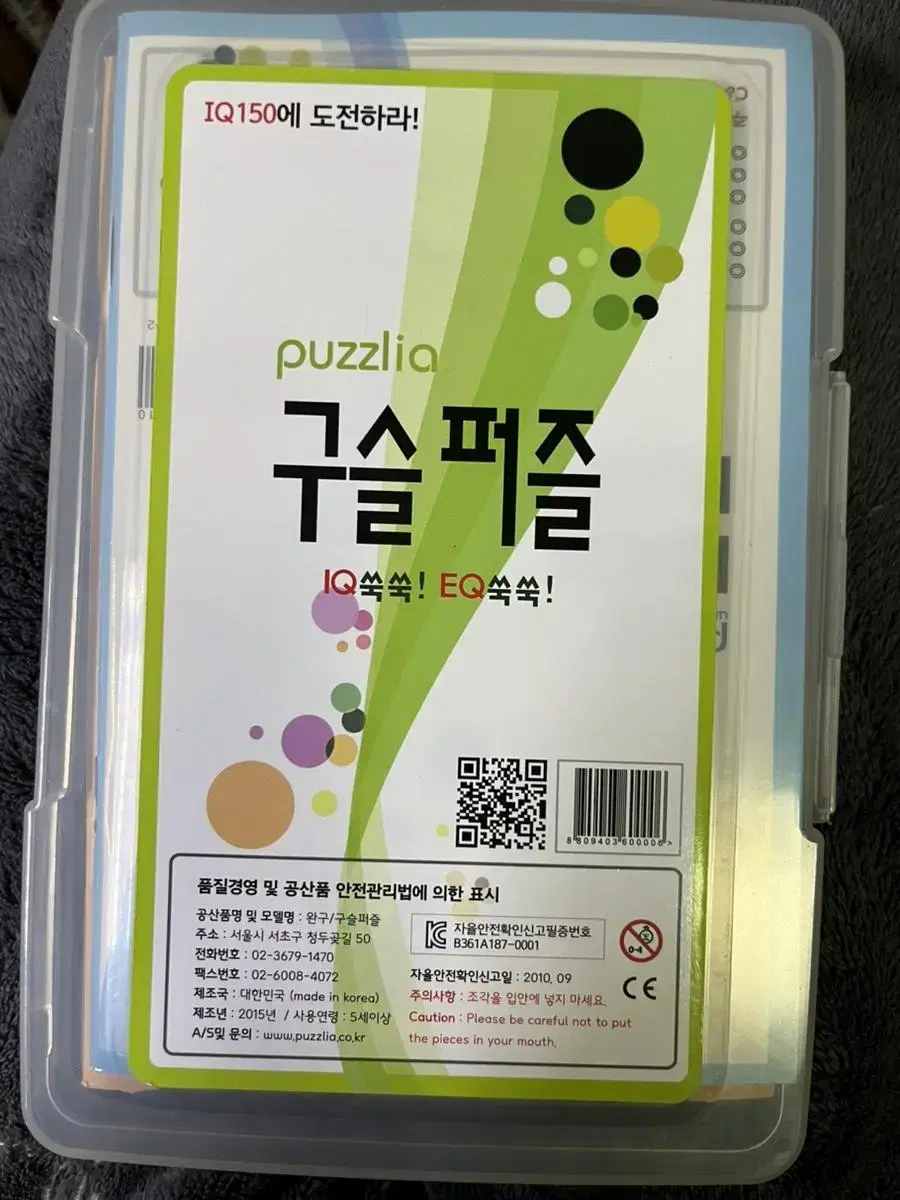 IQ150에 도전하라!
puzzlia
구슬퍼즐
IQ쑥쑥! EQ쑥쑥!
8 809403 600006 >
품질경영 및 공산품 안전관리법에 의한 표시
공산품명 및 모델명 : 완구/구슬퍼즐
주소 : 서울시 서초구 청두곶길 50
전화번호 : 02-3679-1470
팩스번호 : 02-6008-4072
제조국 : 대한민국 (made in korea)
제조년 : 2015년 / 사용연령 : 5세이상
A/S및 문의 : www.puzzlia.co.kr
자율안전확인신고필증번호
B361A187-0001
자율안전확인신고일 : 2010. 09
주의사항 : 조각을 입안에 넣지 마세요.
Caution : Please be careful not to put
the pieces in your mouth.
0-4
CE